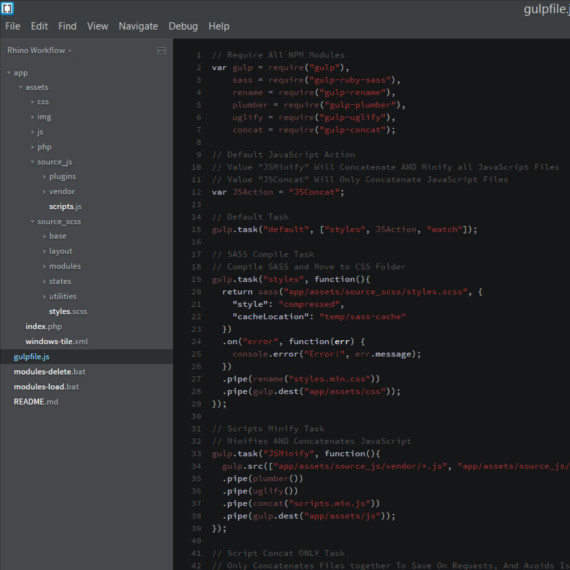 gulpfile.j
File Edit Find View Navigate Debug Help
Rhino Workflow
app
assets
css
img
js
php
source_js
plugins
vendor
scripts.js
source_scss
base
layout
modules
states
utilities
styles.scss
index.php
windows-tile.xml
gulpfile.js
modules-delete.bat
modules-load.bat
README.md
1 // Require All NPM Modules
2 var gulp = require("gulp"),
3 sass = require("gulp-ruby-sass"),
4 rename = require("gulp-rename"),
5 plumber = require("gulp-plumber"),
6 uglify = require("gulp-uglify"),
7 concat = require("gulp-concat");
8
9 // Default JavaScript Action
10 // Value "JSMinify" Will Concatenate AND Minify all JavaScript Files
11 // Value "JSConcat" Will Only Concatenate JavaScript Files
12 var JSAction = "JSConcat";
13
14 // Default Task
15 gulp.task("default", ["styles", JSAction, "watch"]);
16
17 // SASS Compile Task
18 // Compile SASS and Move to CSS Folder
19 gulp.task("styles", function(){
20 return sass("app/assets/source_scss/styles.scss", {
21 "style": "compressed",
22 "cacheLocation": "temp/sass-cache"
23 })
24 .on("error", function(err) {
25 console.error("Error!", err.message);
26 })
27 .pipe(rename("styles.min.css"))
28 .pipe(gulp.dest("app/assets/css"));
29 });
30
31 // Scripts Minify Task
32 // Minifies AND Concatenates JavaScript
33 gulp.task("JSMinify", function(){
34 gulp.src(["app/assets/source_js/vendor/*.js", "app/assets/source_js/
35 .pipe(plumber())
36 .pipe(uglify())
37 .pipe(concat("scripts.min.js"))
38 .pipe(gulp.dest("app/assets/js"));
39 });
40
41 // Script Concat ONLY Task
42 // Only Concatenates Files together To Save On Requests, And Avoids Is